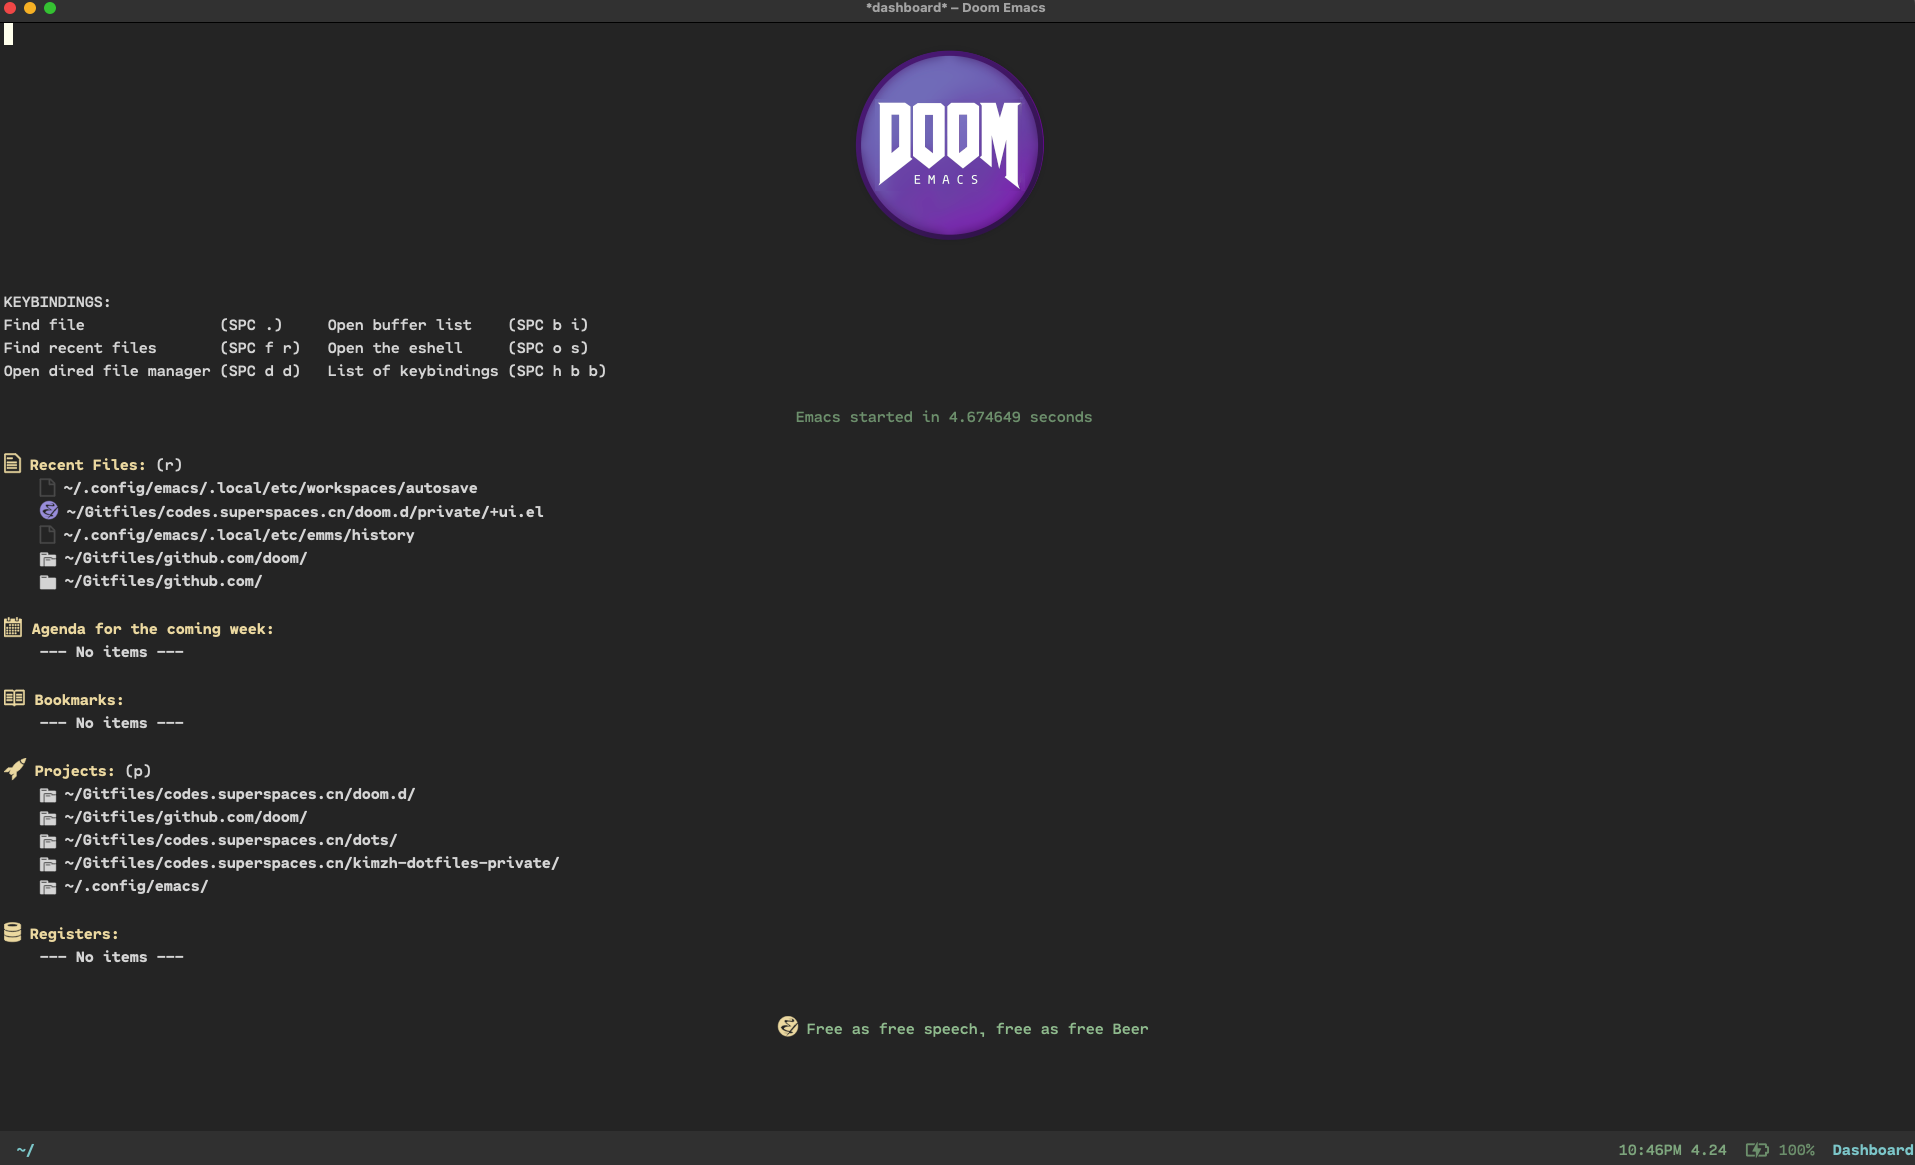 *dashboard* – Doom Emacs
DOOM
EMACS
KEYBINDINGS:
Find file (SPC .) Open buffer list (SPC b i)
Find recent files (SPC f r) Open the eshell (SPC o s)
Open dired file manager (SPC d d) List of keybindings (SPC h b b)
Emacs started in 4.674649 seconds
Recent Files: (r)
~/.config/emacs/.local/etc/workspaces/autosave
~/Gitfiles/codes.superspaces.cn/doom.d/private/+ui.el
~/.config/emacs/.local/etc/emms/history
~/Gitfiles/github.com/doom/
~/Gitfiles/github.com/
Agenda for the coming week:
--- No items ---
Bookmarks:
--- No items ---
Projects: (p)
~/Gitfiles/codes.superspaces.cn/doom.d/
~/Gitfiles/github.com/doom/
~/Gitfiles/codes.superspaces.cn/dots/
~/Gitfiles/codes.superspaces.cn/kimzh-dotfiles-private/
~/.config/emacs/
Registers:
--- No items ---
Free as free speech, free as free Beer
~/ 10:46PM 4.24 100% Dashboard